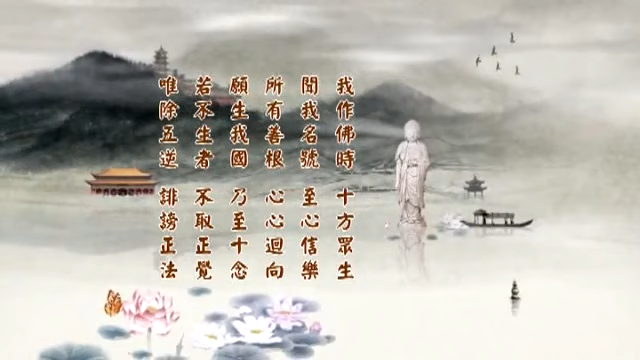 我作佛時 十方眾生
聞我名號 至心信樂
所有善根 心心迴向
願生我國 乃至十念
若不生者 不取正覺
唯除五逆 誹謗正法